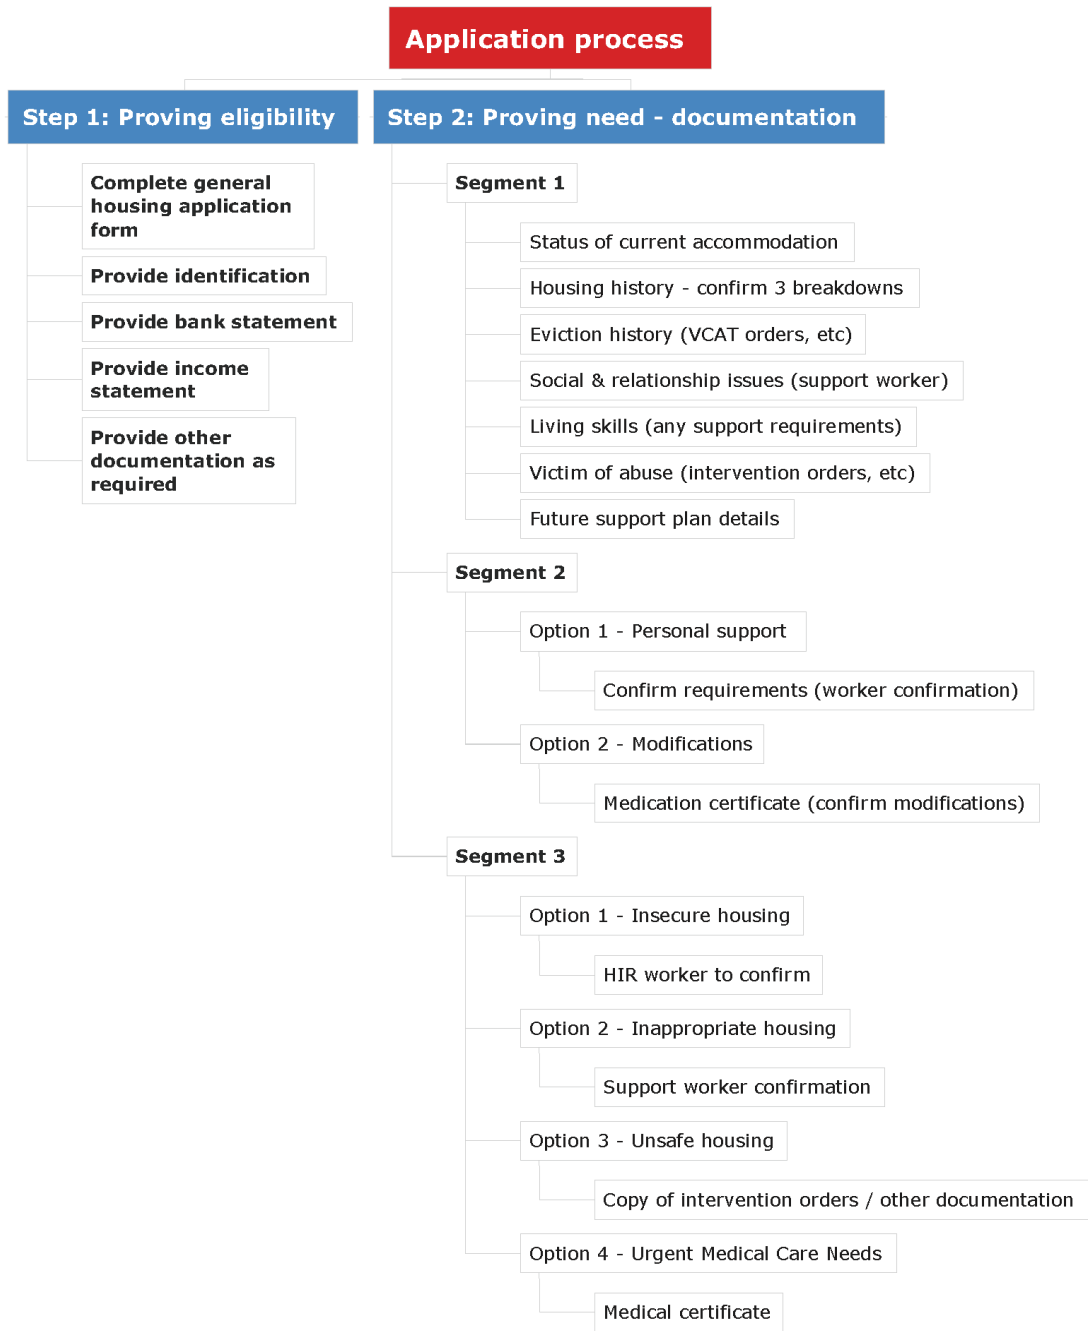 Application process
Step 1: Proving eligibility
Complete general
housing application
form
Provide identification
Provide bank statement
Provide income
statement
Provide other
documentation as
required
Step 2: Proving need - documentation
Segment 1
Status of current accommodation
Housing history - confirm 3 breakdowns
Eviction history (VCAT orders, etc)
Social & relationship issues (support worker)
Living skills (any support requirements)
Victim of abuse (intervention orders, etc)
Future support plan details
Segment 2
Option 1 - Personal support
Confirm requirements (worker confirmation)
Option 2 - Modifications
Medication certificate (confirm modifications)
Segment 3
Option 1 - Insecure housing
HIR worker to confirm
Option 2 - Inappropriate housing
Support worker confirmation
Option 3 - Unsafe housing
Copy of intervention orders / other documentation
Option 4 - Urgent Medical Care Needs
Medical certificate